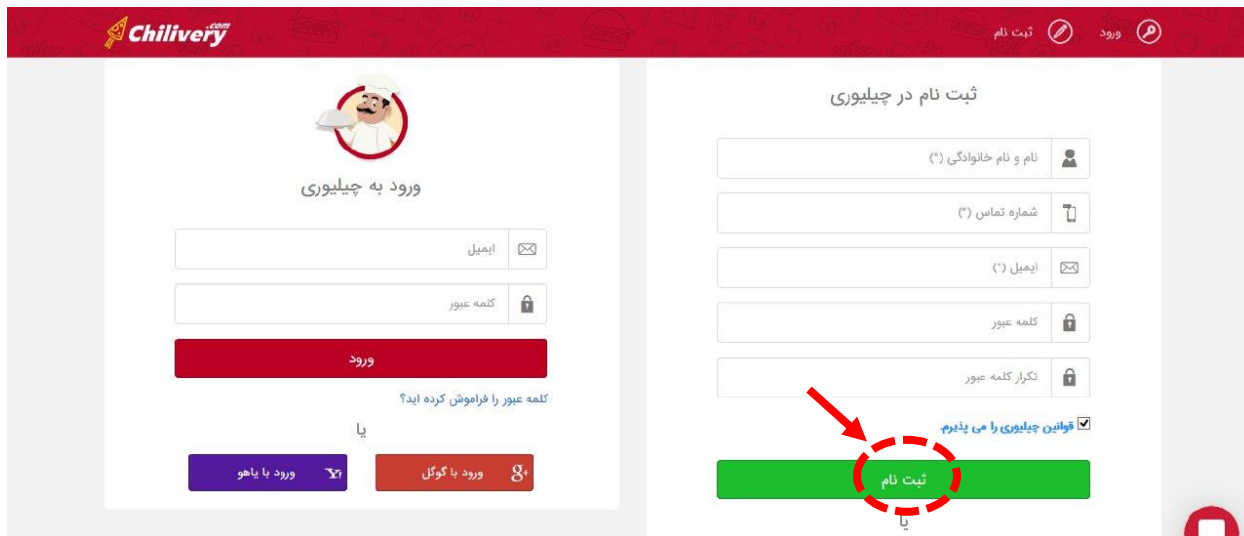 ورود
ثبت نام
Chilivery.com
ثبت نام در چیلیوری
نام و نام خانوادگی (*)
شماره تماس (*)
ایمیل (*)
کلمه عبور
تکرار کلمه عبور
قوانین چیلیوری را می پذیرم.
ثبت نام
یا
ورود به چیلیوری
ایمیل
کلمه عبور
ورود
کلمه عبور را فراموش کرده اید؟
یا
ورود با گوگل
ورود با یاهو